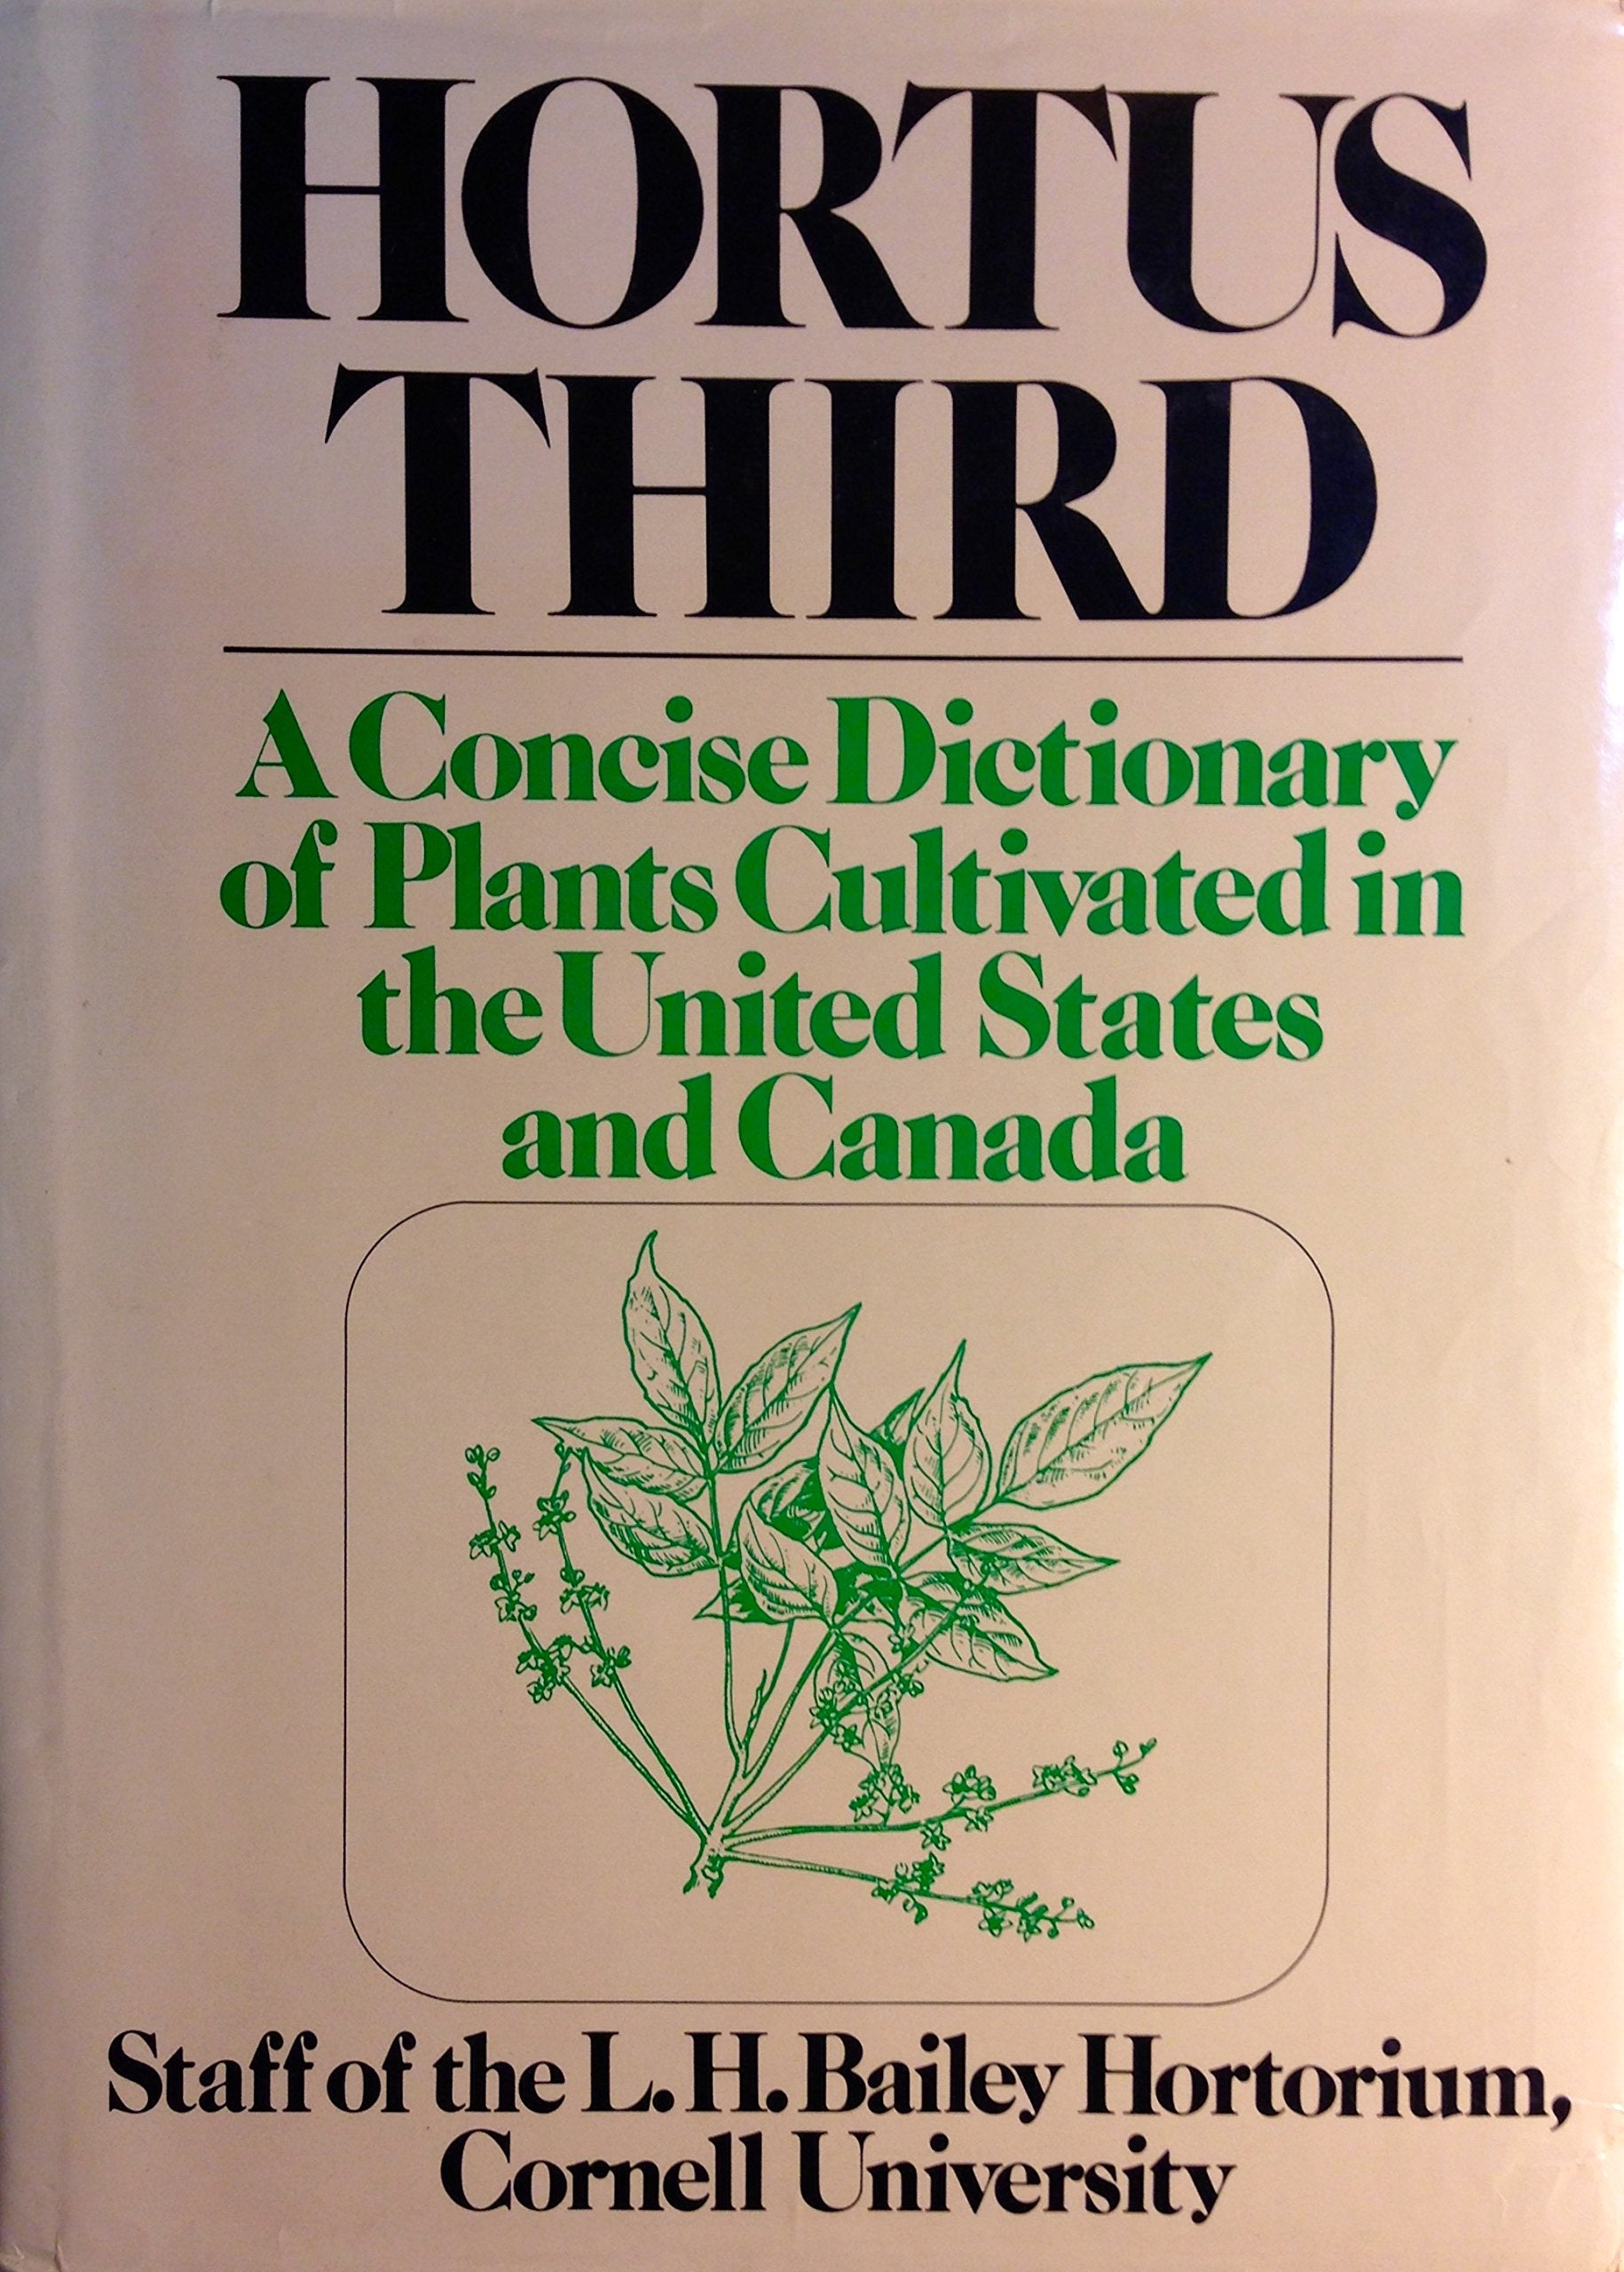 HORTUS
THIRD
A Concise Dictionary
of Plants Cultivated in
the United States
and Canada
Staff of the L.H. Bailey Hortorium,
Cornell University